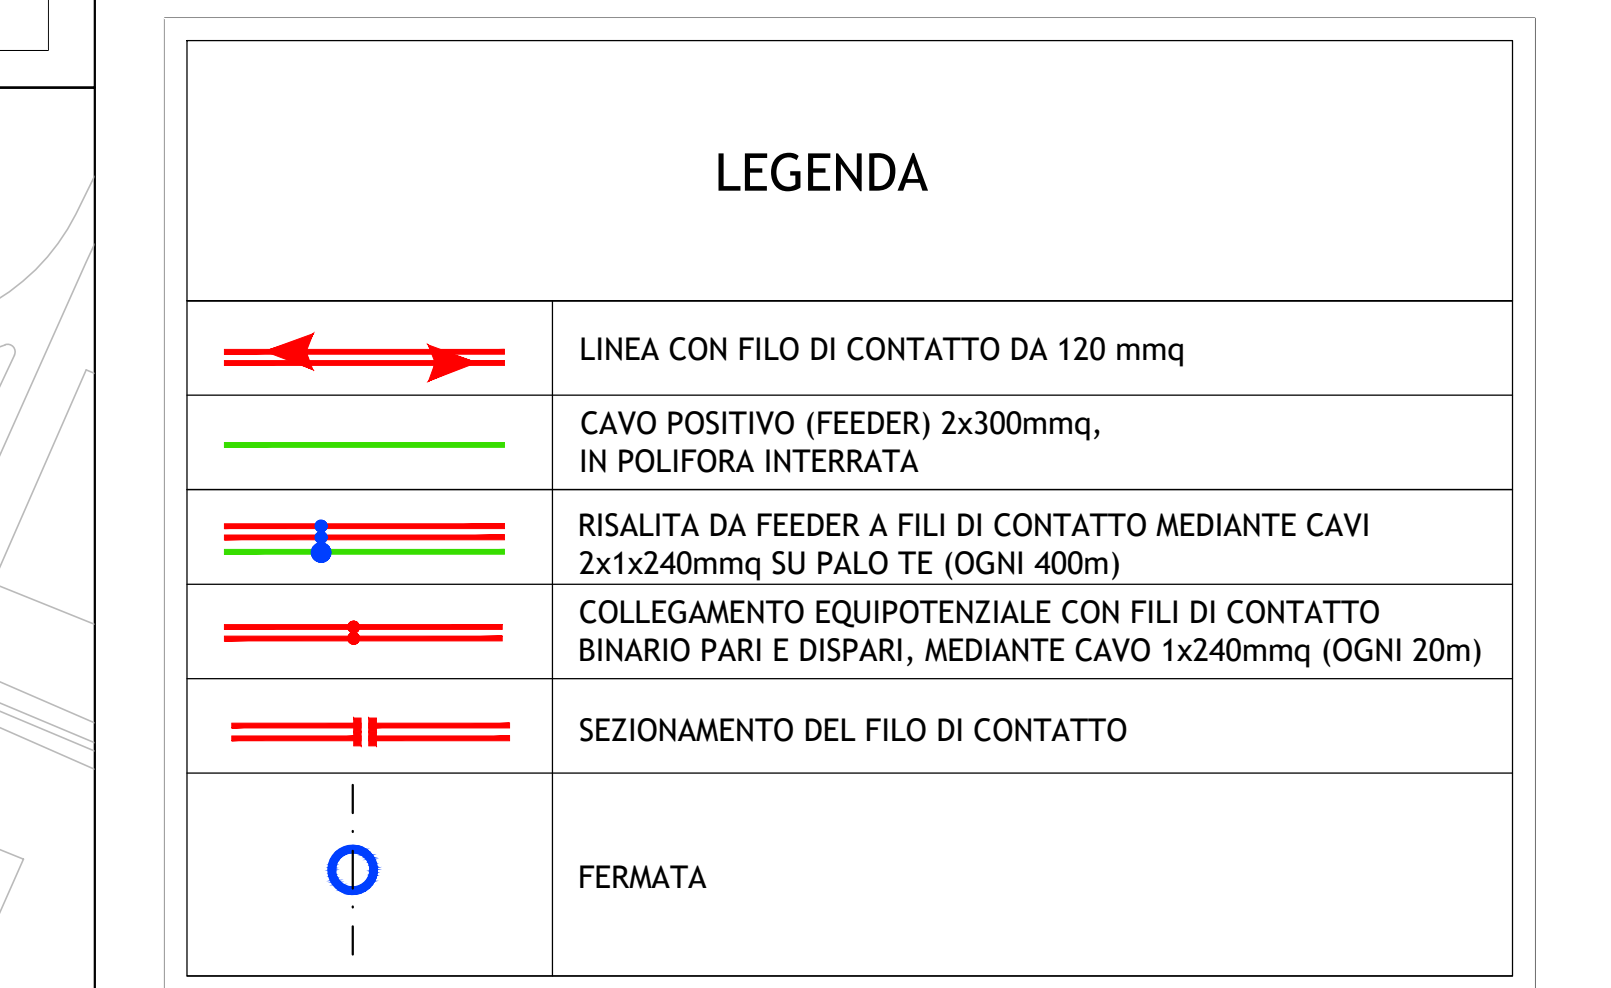 LEGENDA
LINEA CON FILO DI CONTATTO DA 120 mmq
CAVO POSITIVO (FEEDER) 2x300mmq,
IN POLIFORA INTERRATA
RISALITA DA FEEDER A FILI DI CONTATTO MEDIANTE CAVI
2x1x240mmq SU PALO TE (OGNI 400m)
COLLEGAMENTO EQUIPOTENZIALE CON FILI DI CONTATTO
BINARIO PARI E DISPARI, MEDIANTE CAVO 1x240mmq (OGNI 20m)
SEZIONAMENTO DEL FILO DI CONTATTO
FERMATA